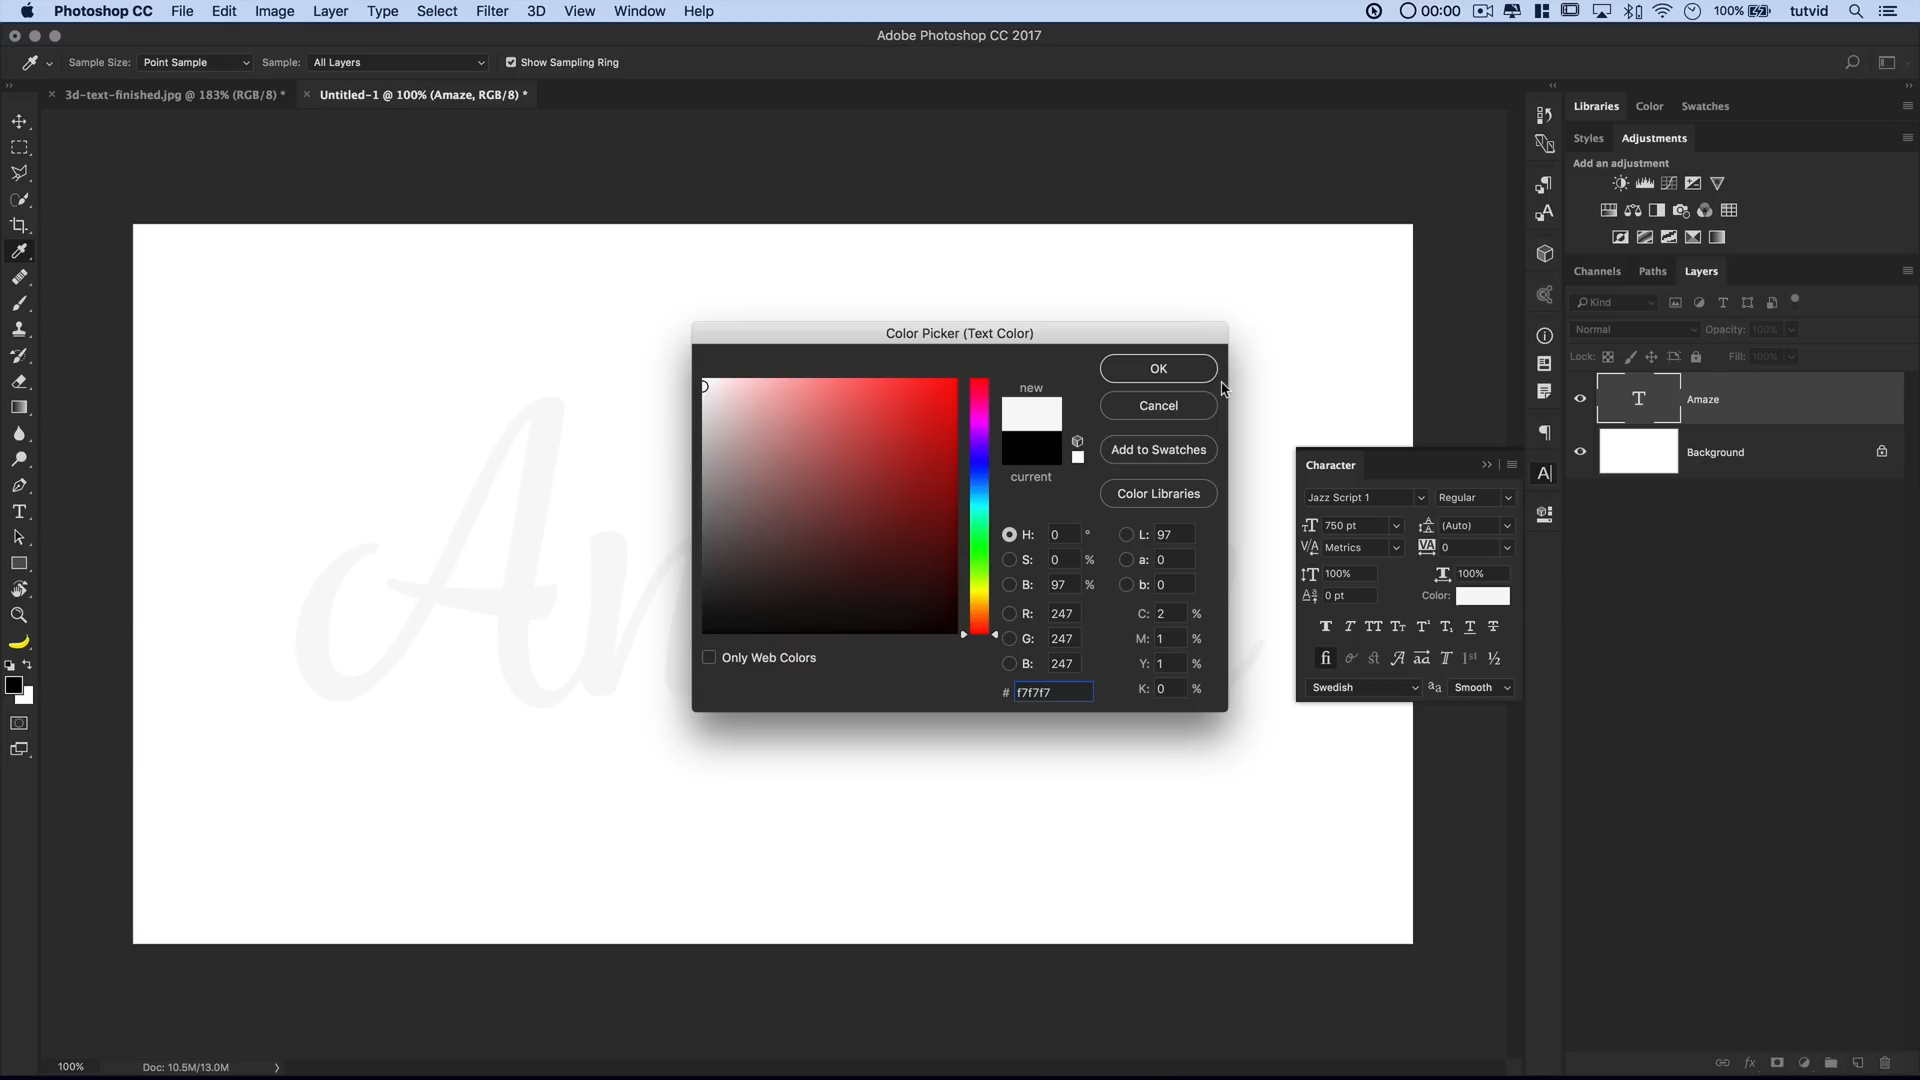 Photoshop CC File Edit Image Layer Type Select Filter 3D View Window Help 00:00 100% tutvid
Adobe Photoshop CC 2017
Sample Size: Point Sample Sample: All Layers Show Sampling Ring
3d-text-finished.jpg @ 183% (RGB/8) * Untitled-1 @ 100% (Amaze, RGB/8) *
Libraries Color Swatches
Styles Adjustments
Add an adjustment
Channels Paths Layers
Kind
Normal Opacity: 100%
Lock: Fill: 100%
Amaze
Background
Color Picker (Text Color)
new
current
OK
Cancel
Add to Swatches
Color Libraries
H: 0 ° L: 97
S: 0 % a: 0
B: 97 % b: 0
R: 247 C: 2 %
G: 247 M: 1 %
B: 247 Y: 1 %
# f7f7f7 K: 0 %
Only Web Colors
Character
Jazz Script 1 Regular
750 pt (Auto)
Metrics 0
100% 100%
0 pt Color:
Swedish Smooth
100% Doc: 10.5M/13.0M